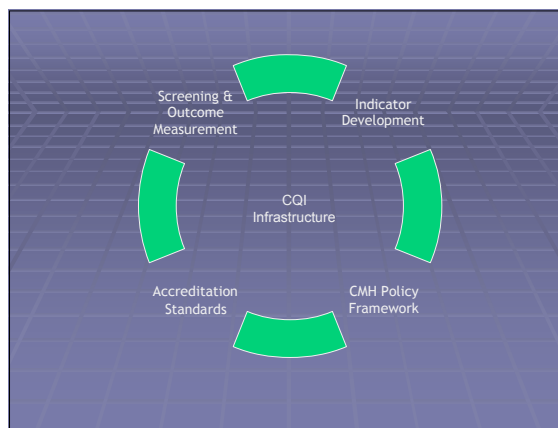 Screening &
Outcome
Measurement
Indicator
Development
CQI
Infrastructure
Accreditation
Standards
CMH Policy
Framework